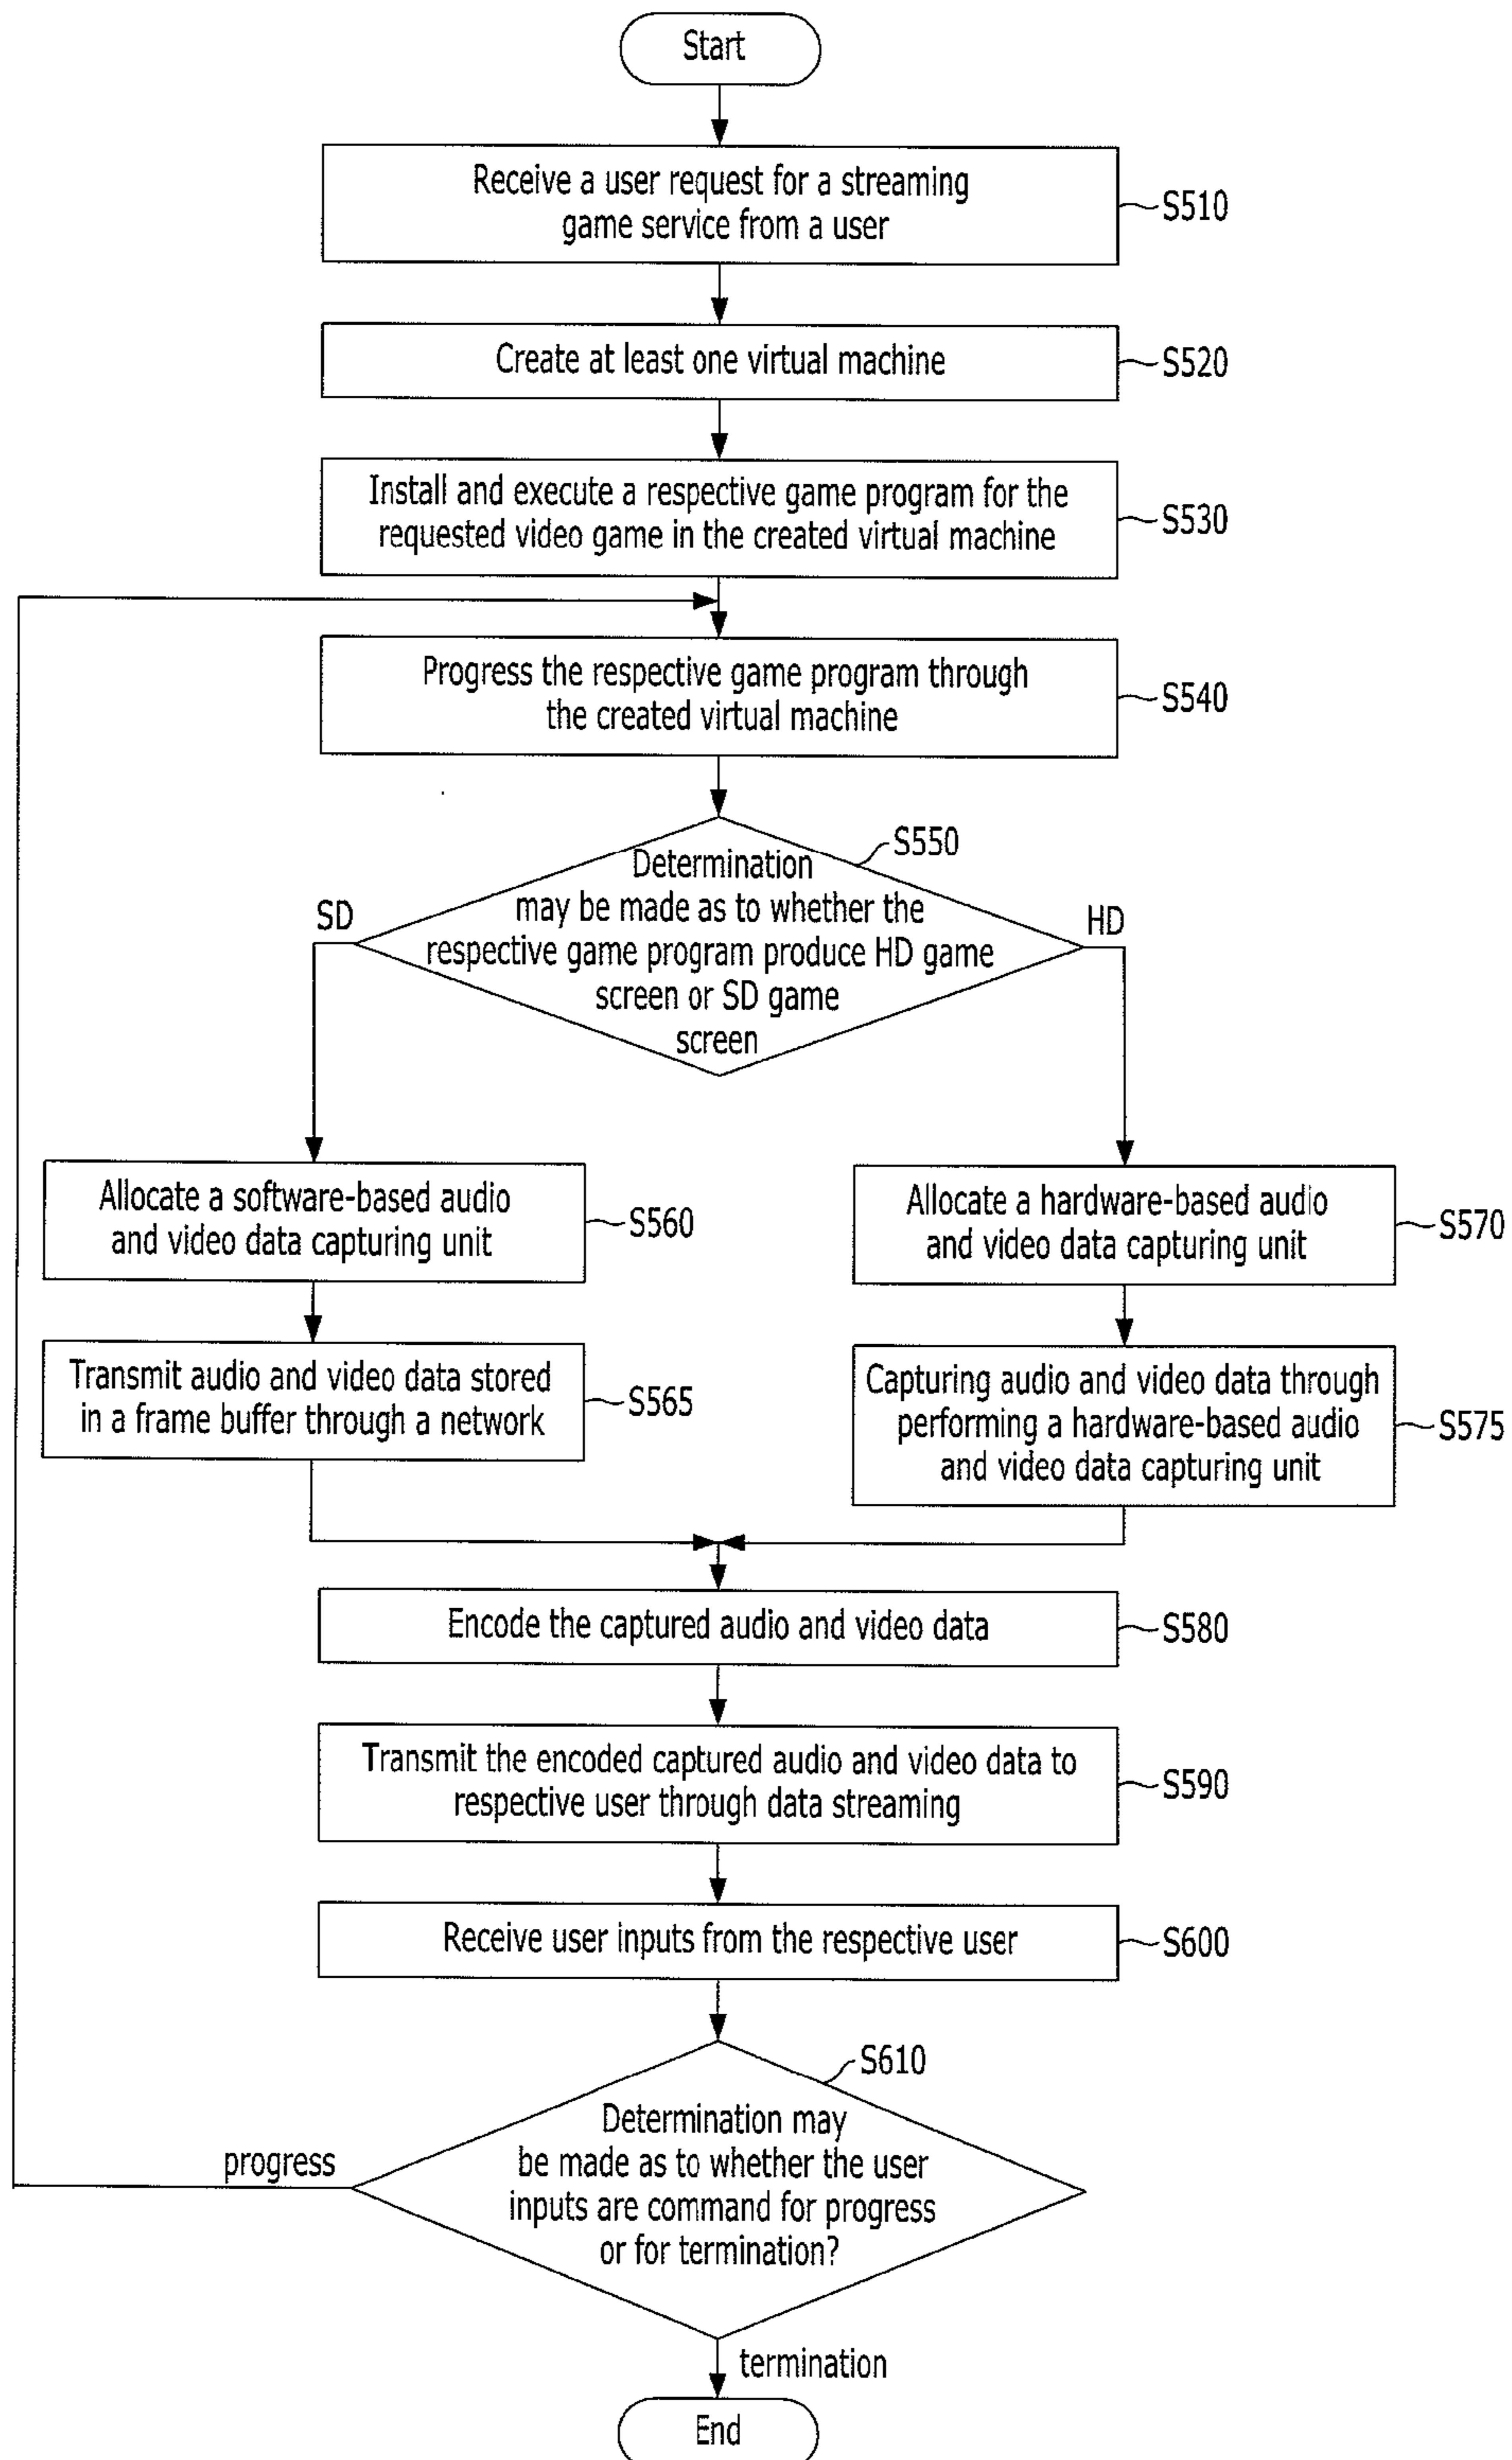 Start
Receive a user request for a streaming
game service from a user
S510
Create at least one virtual machine
S520
Install and execute a respective game program for the
requested video game in the created virtual machine
S530
Progress the respective game program through
the created virtual machine
S540
S550
Determination
may be made as to whether the
respective game program produce HD game
screen or SD game
screen
SD
HD
Allocate a software-based audio
and video data capturing unit
S560
Allocate a hardware-based audio
and video data capturing unit
S570
Transmit audio and video data stored
in a frame buffer through a network
S565
Capturing audio and video data through
performing a hardware-based audio
and video data capturing unit
S575
Encode the captured audio and video data
S580
Transmit the encoded captured audio and video data to
respective user through data streaming
S590
Receive user inputs from the respective user
S600
S610
Determination may
be made as to whether the user
inputs are command for progress
or for termination?
progress
termination
End